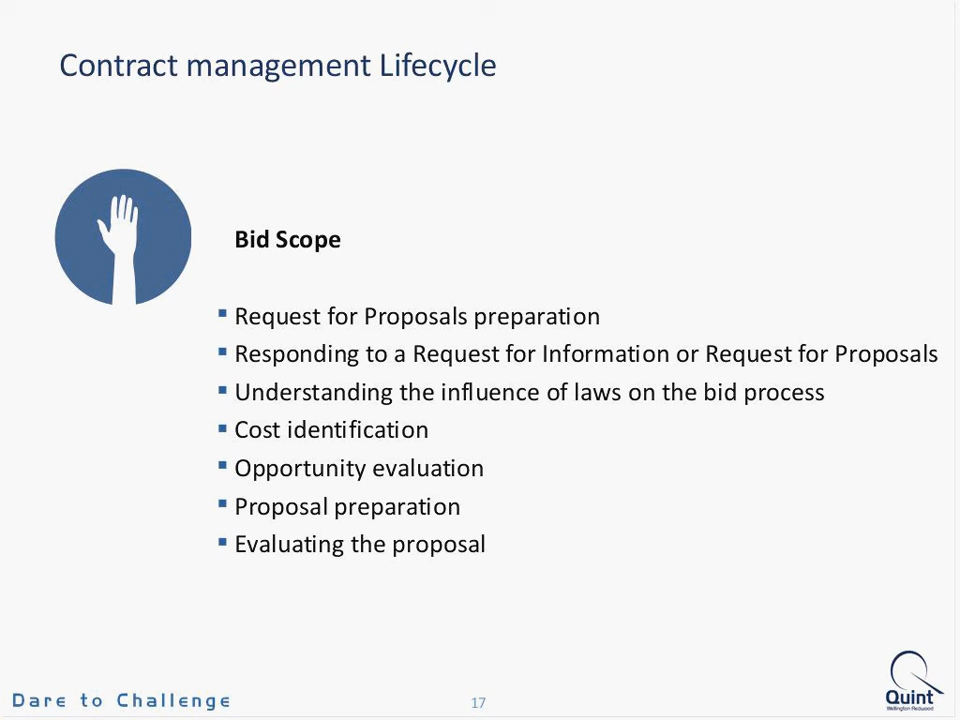 Contract management Lifecycle
Bid Scope
▪ Request for Proposals preparation
▪ Responding to a Request for Information or Request for Proposals
▪ Understanding the influence of laws on the bid process
▪ Cost identification
▪ Opportunity evaluation
▪ Proposal preparation
▪ Evaluating the proposal
Dare to Challenge
17
Quint
Wellington Redwood